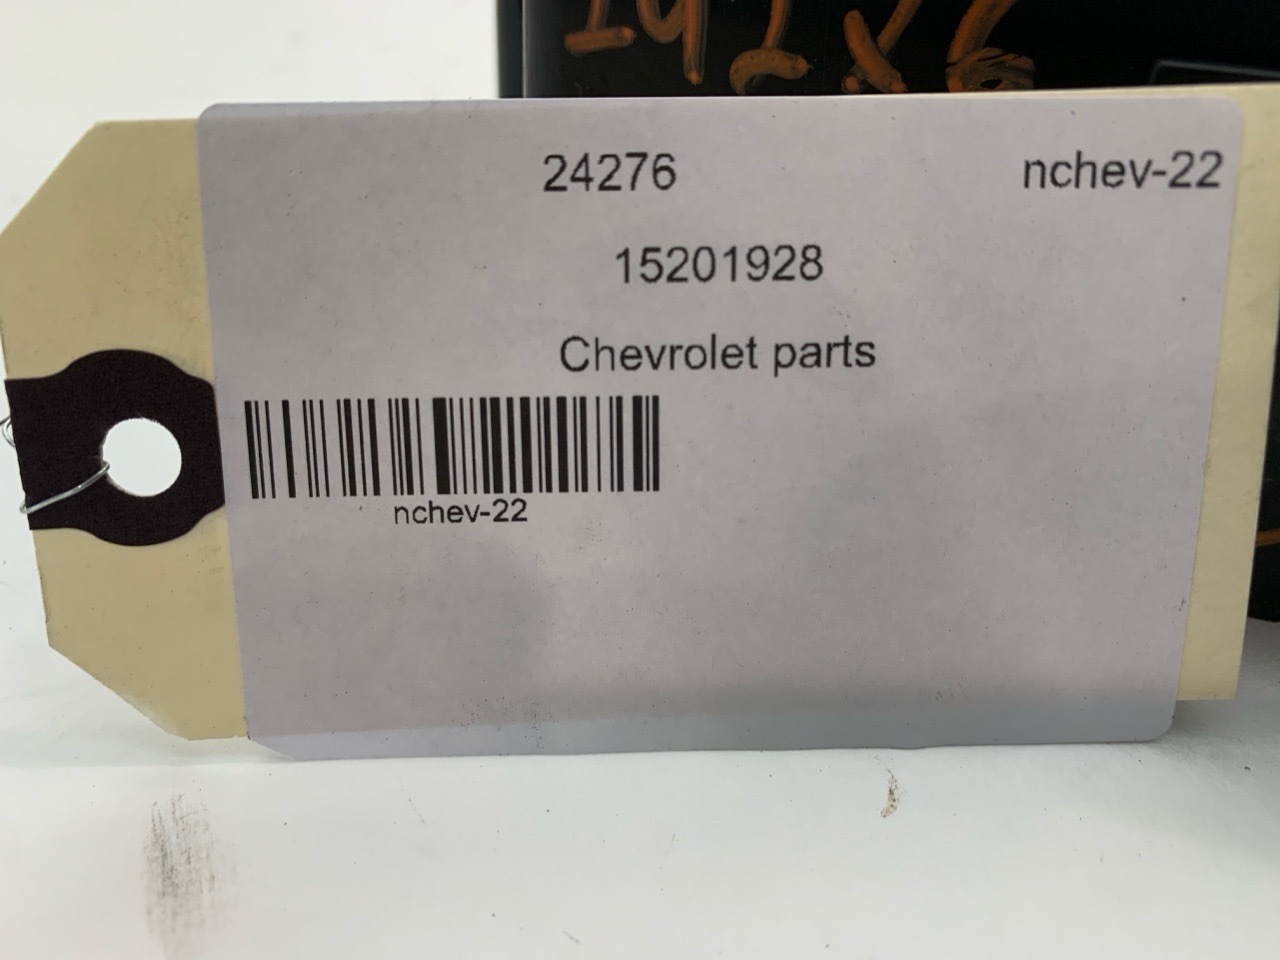 24276 nchev-22
15201928
Chevrolet parts
nchev-22